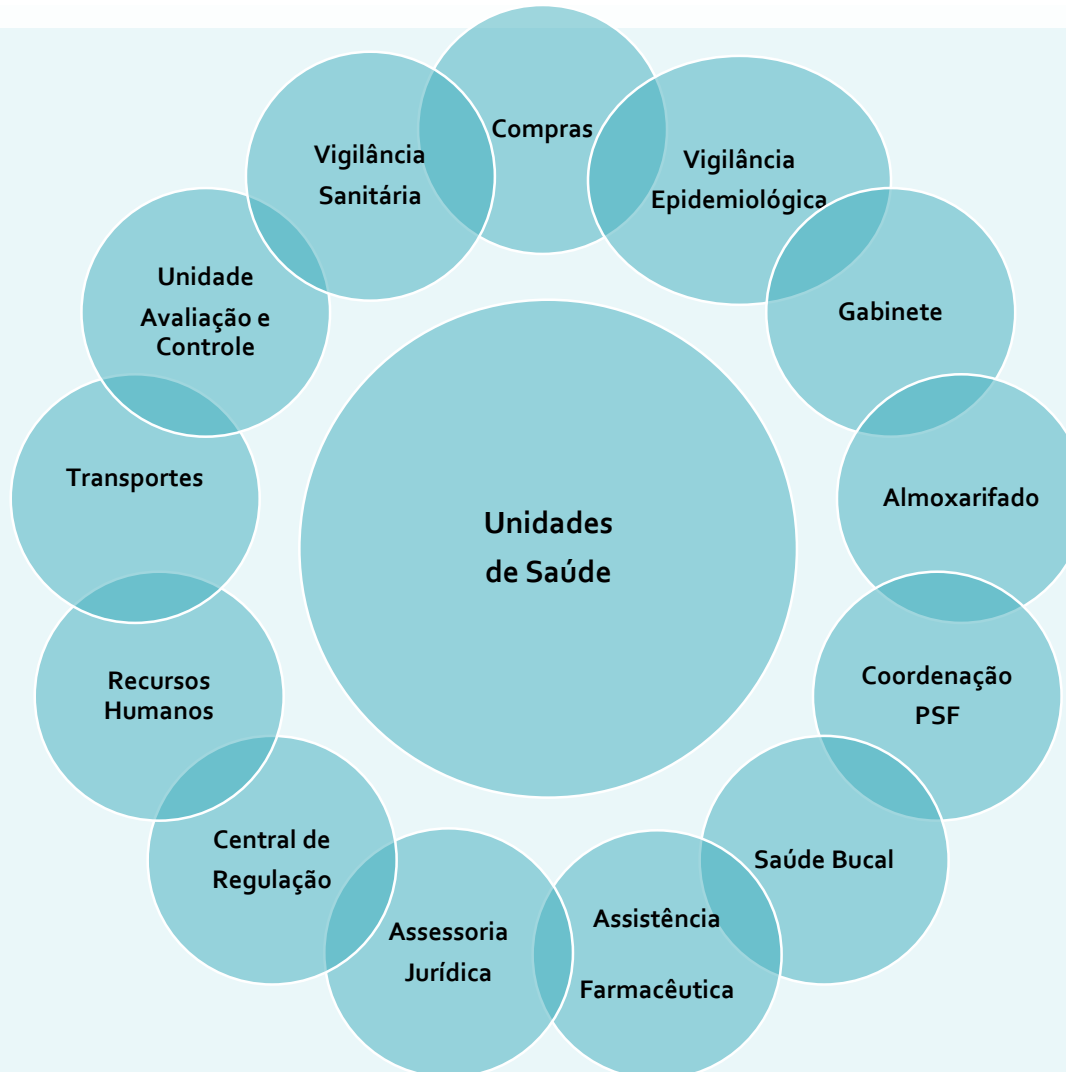 Compras
Vigilância
Epidemiológica
Gabinete
Almoxarifado
Coordenação
PSF
Saúde Bucal
Assistência
Farmacêutica
Assessoria
Jurídica
Central de
Regulação
Recursos
Humanos
Transportes
Unidade
Avaliação e
Controle
Vigilância
Sanitária
Unidades
de Saúde